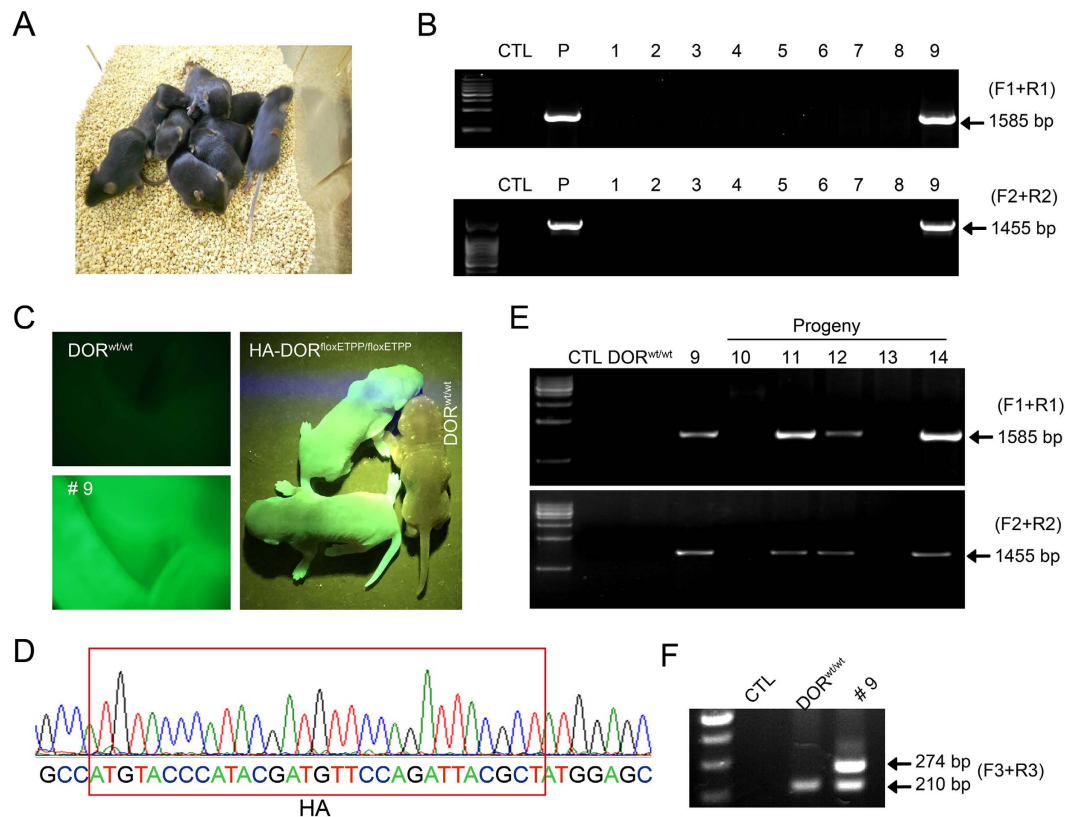 A
B
CTL P 1 2 3 4 5 6 7 8 9
(F1+R1)
1585 bp
CTL P 1 2 3 4 5 6 7 8 9
(F2+R2)
1455 bp
C
DORwt/wt
# 9
HA-DORfloxETPP/floxETPP
DORwt/wt
E
Progeny
CTL DORwt/wt 9 10 11 12 13 14
(F1+R1)
1585 bp
(F2+R2)
1455 bp
D
GCCATGTACCCATACGATGTTCCAGATTACGCTATGGAGC
HA
F
CTL
DORwt/wt
# 9
274 bp
210 bp
(F3+R3)